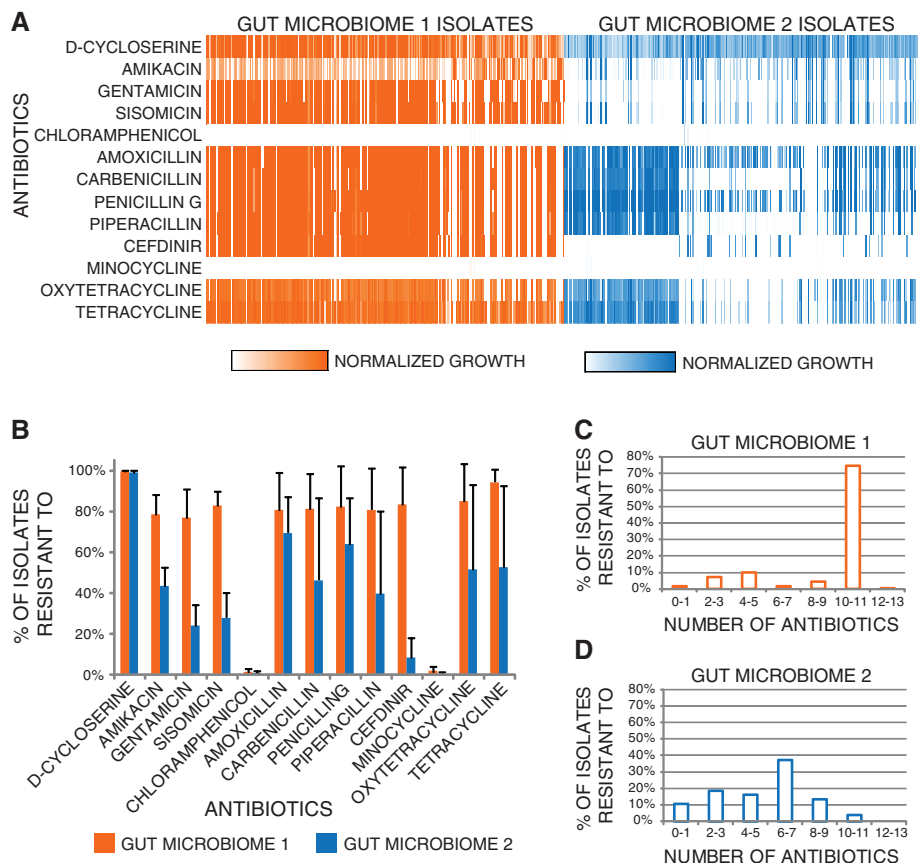 A
GUT MICROBIOME 1 ISOLATES
GUT MICROBIOME 2 ISOLATES
ANTIBIOTICS
D-CYCLOSERINE
AMIKACIN
GENTAMICIN
SISOMICIN
CHLORAMPHENICOL
AMOXICILLIN
CARBENICILLIN
PENICILLIN G
PIPERACILLIN
CEFDINIR
MINOCYCLINE
OXYTETRACYCLINE
TETRACYCLINE
NORMALIZED GROWTH
NORMALIZED GROWTH
B
% OF ISOLATES
RESISTANT TO
100%
80%
60%
40%
20%
0%
D-CYCLOSERINE
AMIKACIN
GENTAMICIN
SISOMICIN
CHLORAMPHENICOL
AMOXICILLIN
CARBENICILLIN
PENICILLING
PIPERACILLIN
CEFDINIR
MINOCYCLINE
OXYTETRACYCLINE
TETRACYCLINE
ANTIBIOTICS
GUT MICROBIOME 1
GUT MICROBIOME 2
C
GUT MICROBIOME 1
% OF ISOLATES
RESISTANT TO
80%
70%
60%
50%
40%
30%
20%
10%
0%
0-1 2-3 4-5 6-7 8-9 10-11 12-13
NUMBER OF ANTIBIOTICS
D
GUT MICROBIOME 2
% OF ISOLATES
RESISTANT TO
80%
70%
60%
50%
40%
30%
20%
10%
0%
0-1 2-3 4-5 6-7 8-9 10-11 12-13
NUMBER OF ANTIBIOTICS